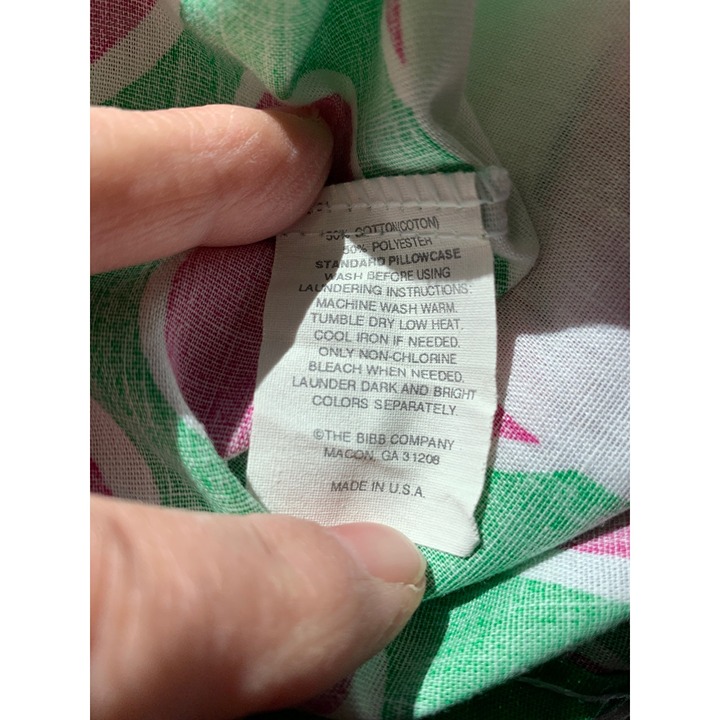 50% COTTON(COTON)
50% POLYESTER
STANDARD PILLOWCASE
WASH BEFORE USING
LAUNDERING INSTRUCTIONS:
MACHINE WASH WARM.
TUMBLE DRY LOW HEAT.
COOL IRON IF NEEDED.
ONLY NON-CHLORINE
BLEACH WHEN NEEDED.
LAUNDER DARK AND BRIGHT
COLORS SEPARATELY.
©THE BIBB COMPANY
MACON, GA 31208
MADE IN U.S.A.